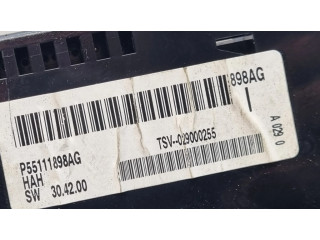 898AG
I
P55111898AG
TSV--029000255
A 029 0
HAH
SW 30.42.00